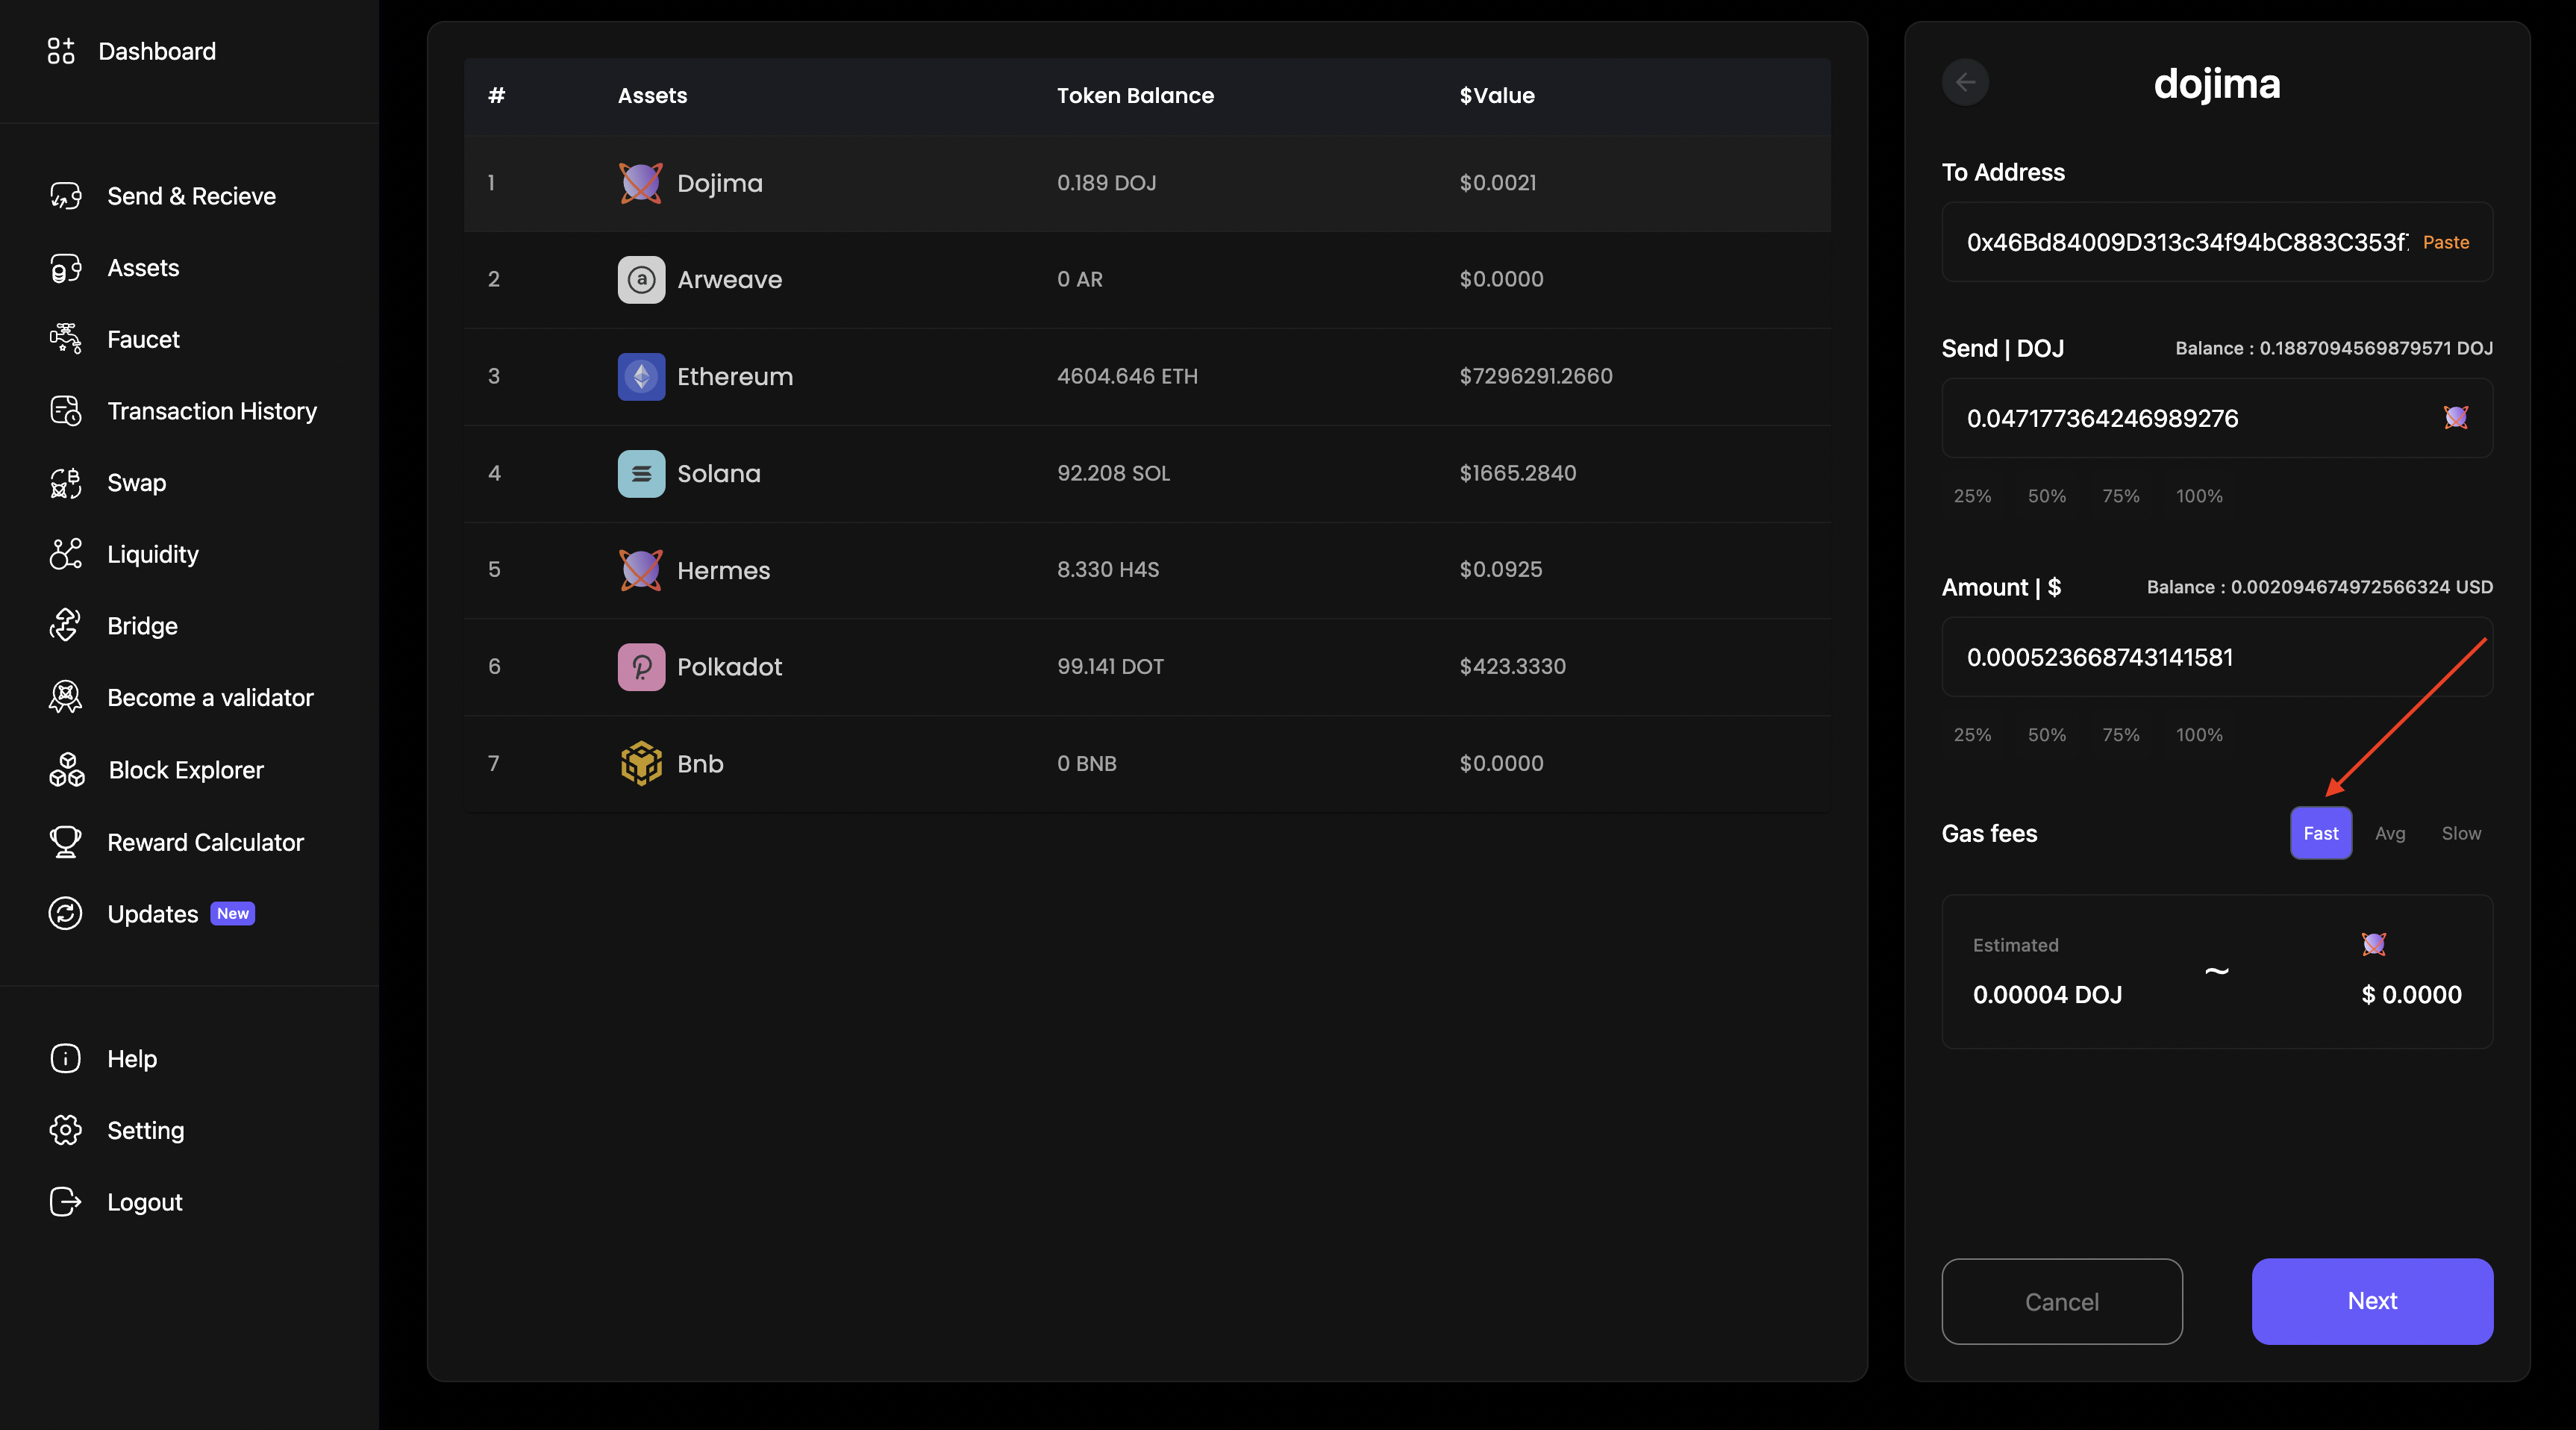 Dashboard
Send & Recieve
Assets
Faucet
Transaction History
Swap
Liquidity
Bridge
Become a validator
Block Explorer
Reward Calculator
Updates New
Help
Setting
Logout
# Assets Token Balance $Value
1 Dojima 0.189 DOJ $0.0021
2 a Arweave 0 AR $0.0000
3 Ethereum 4604.646 ETH $7296291.2660
4 Solana 92.208 SOL $1665.2840
5 Hermes 8.330 H4S $0.0925
6 Polkadot 99.141 DOT $423.3330
7 Bnb 0 BNB $0.0000
dojima
To Address
0x46Bd84009D313c34f94bC883C353f Paste
Send | DOJ Balance : 0.1887094569879571 DOJ
0.047177364246989276
25% 50% 75% 100%
Amount | $ Balance : 0.002094674972566324 USD
0.000523668743141581
25% 50% 75% 100%
Gas fees Fast Avg Slow
Estimated
0.00004 DOJ ~ $ 0.0000
Cancel Next